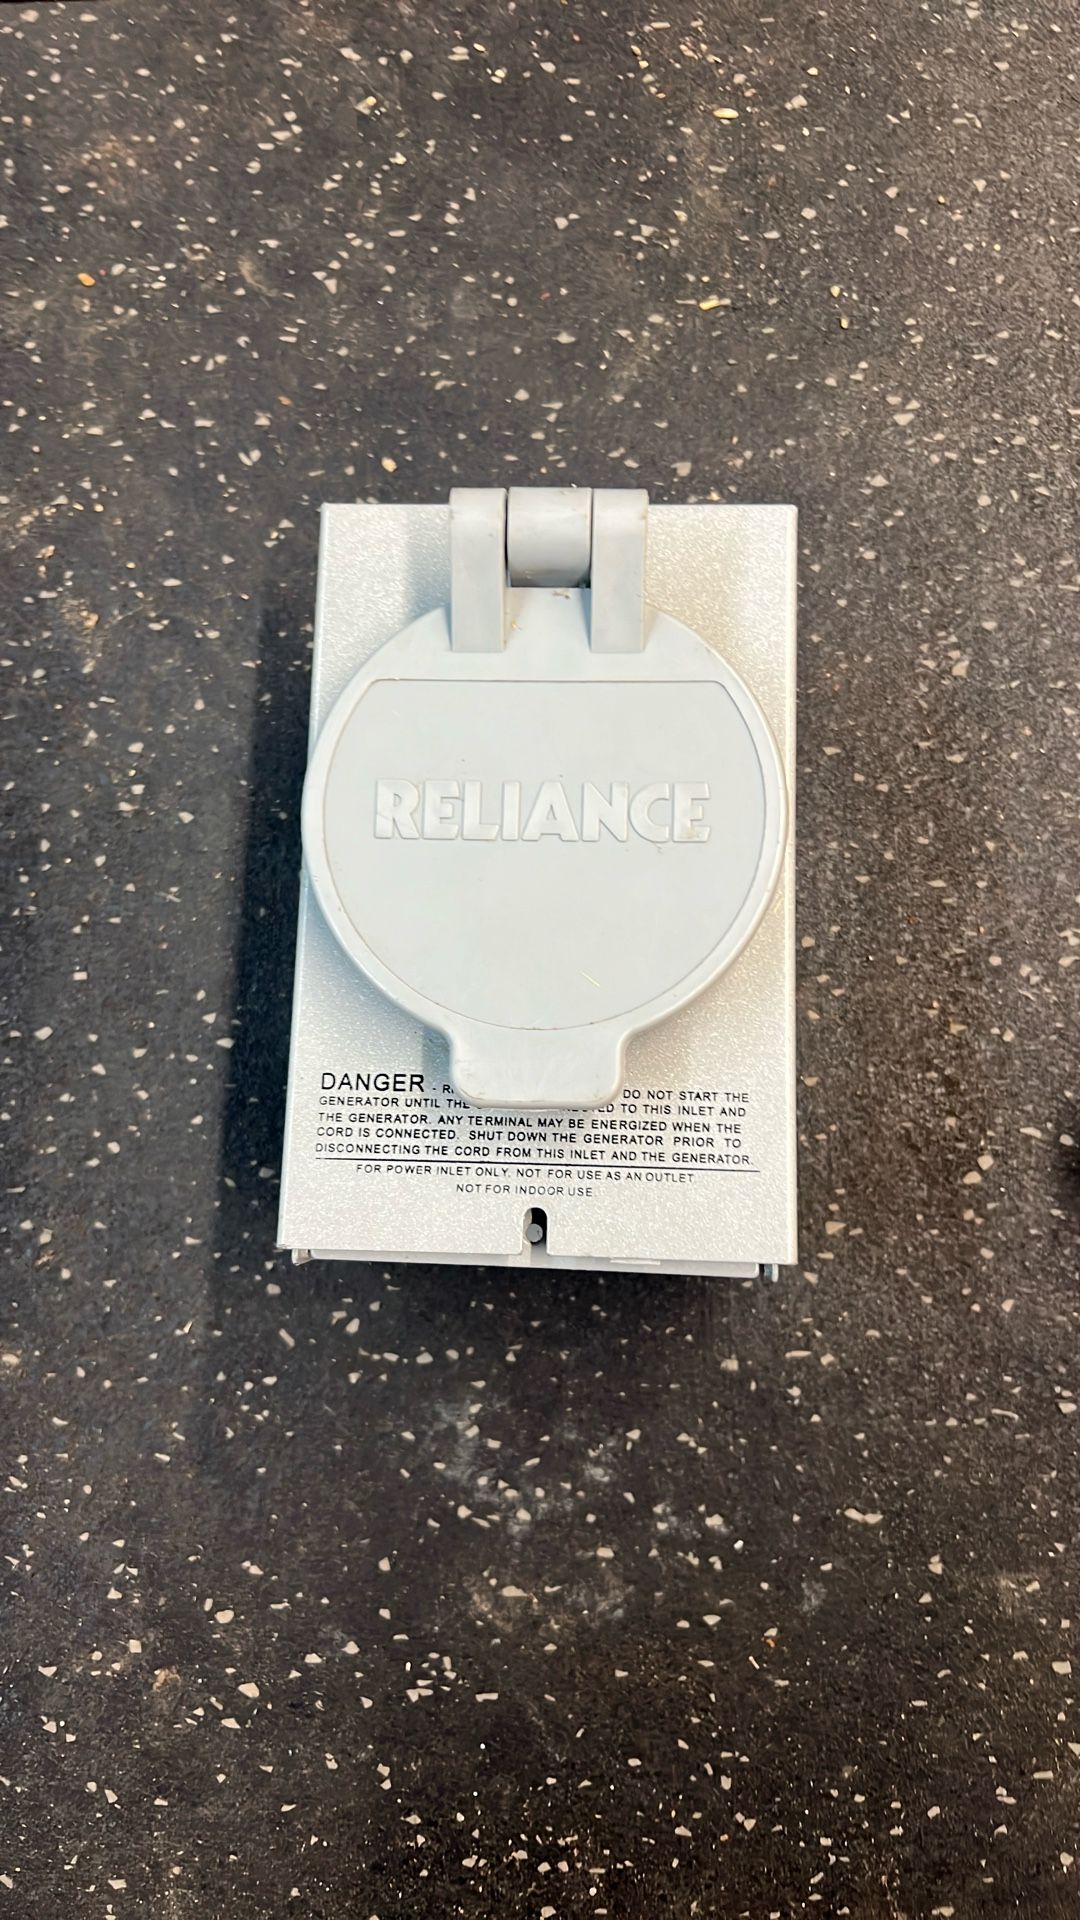 RELIANCE
DANGER - DO NOT START THE
GENERATOR UNTIL THE TO THIS INLET AND
THE GENERATOR. ANY TERMINAL MAY BE ENERGIZED WHEN THE
CORD IS CONNECTED. SHUT DOWN THE GENERATOR PRIOR TO
DISCONNECTING THE CORD FROM THIS INLET AND THE GENERATOR.
FOR POWER INLET ONLY. NOT FOR USE AS AN OUTLET.
NOT FOR INDOOR USE.